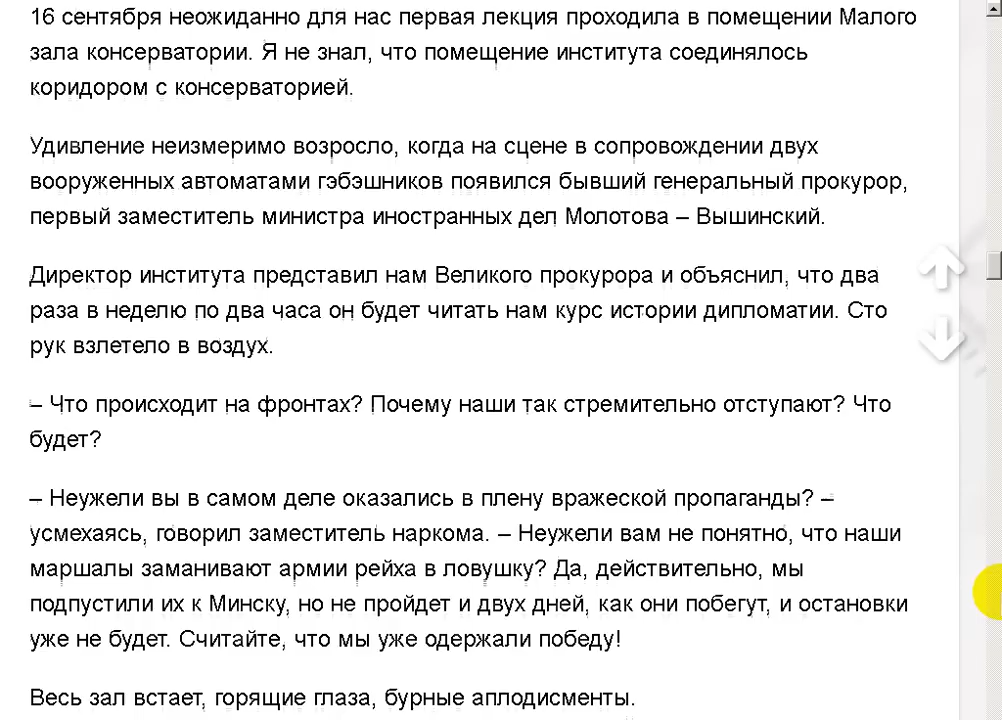 16 сентября неожиданно для нас первая лекция проходила в помещении Малого
зала консерватории. Я не знал, что помещение института соединялось
коридором с консерваторией.
Удивление неизмеримо возросло, когда на сцене в сопровождении двух
вооруженных автоматами гэбэшников появился бывший генеральный прокурор,
первый заместитель министра иностранных дел Молотова – Вышинский.
Директор института представил нам Великого прокурора и объяснил, что два
раза в неделю по два часа он будет читать нам курс истории дипломатии. Сто
рук взлетело в воздух.
– Что происходит на фронтах? Почему наши так стремительно отступают? Что
будет?
– Неужели вы в самом деле оказались в плену вражеской пропаганды? –
усмехаясь, говорил заместитель наркома. – Неужели вам не понятно, что наши
маршалы заманивают армии рейха в ловушку? Да, действительно, мы
подпустили их к Минску, но не пройдет и двух дней, как они побегут, и остановки
уже не будет. Считайте, что мы уже одержали победу!
Весь зал встает, горящие глаза, бурные аплодисменты.